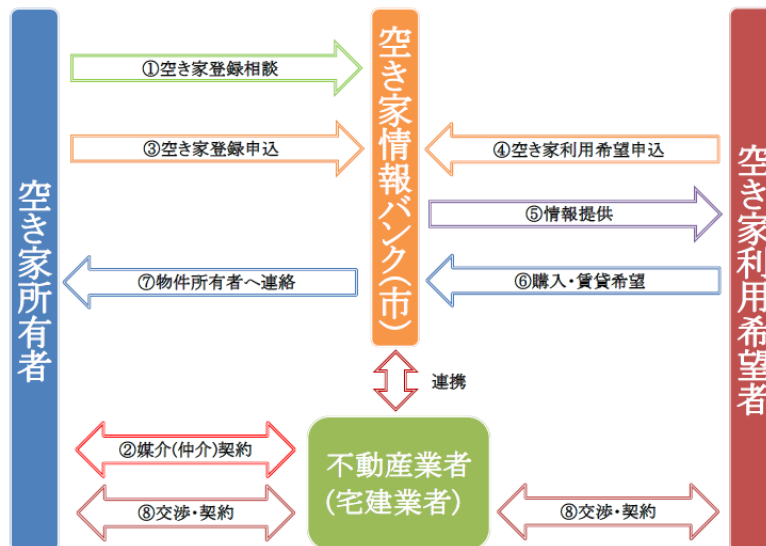 空き家所有者
空き家情報バンク(市)
空き家利用希望者
①空き家登録相談
③空き家登録申込
④空き家利用希望申込
⑤情報提供
⑦物件所有者へ連絡
⑥購入・賃貸希望
連携
②媒介(仲介)契約
不動産業者
(宅建業者)
⑧交渉・契約
⑧交渉・契約